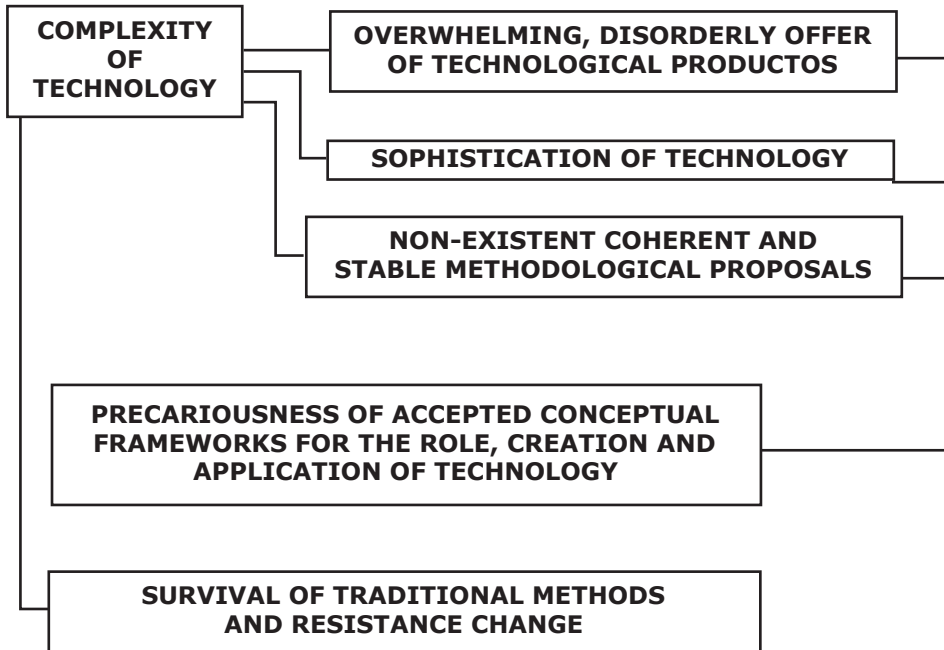 COMPLEXITY
OF
TECHNOLOGY
OVERWHELMING, DISORDERLY OFFER
OF TECHNOLOGICAL PRODUCTOS
SOPHISTICATION OF TECHNOLOGY
NON-EXISTENT COHERENT AND
STABLE METHODOLOGICAL PROPOSALS
PRECARIOUSNESS OF ACCEPTED CONCEPTUAL
FRAMEWORKS FOR THE ROLE, CREATION AND
APPLICATION OF TECHNOLOGY
SURVIVAL OF TRADITIONAL METHODS
AND RESISTANCE CHANGE